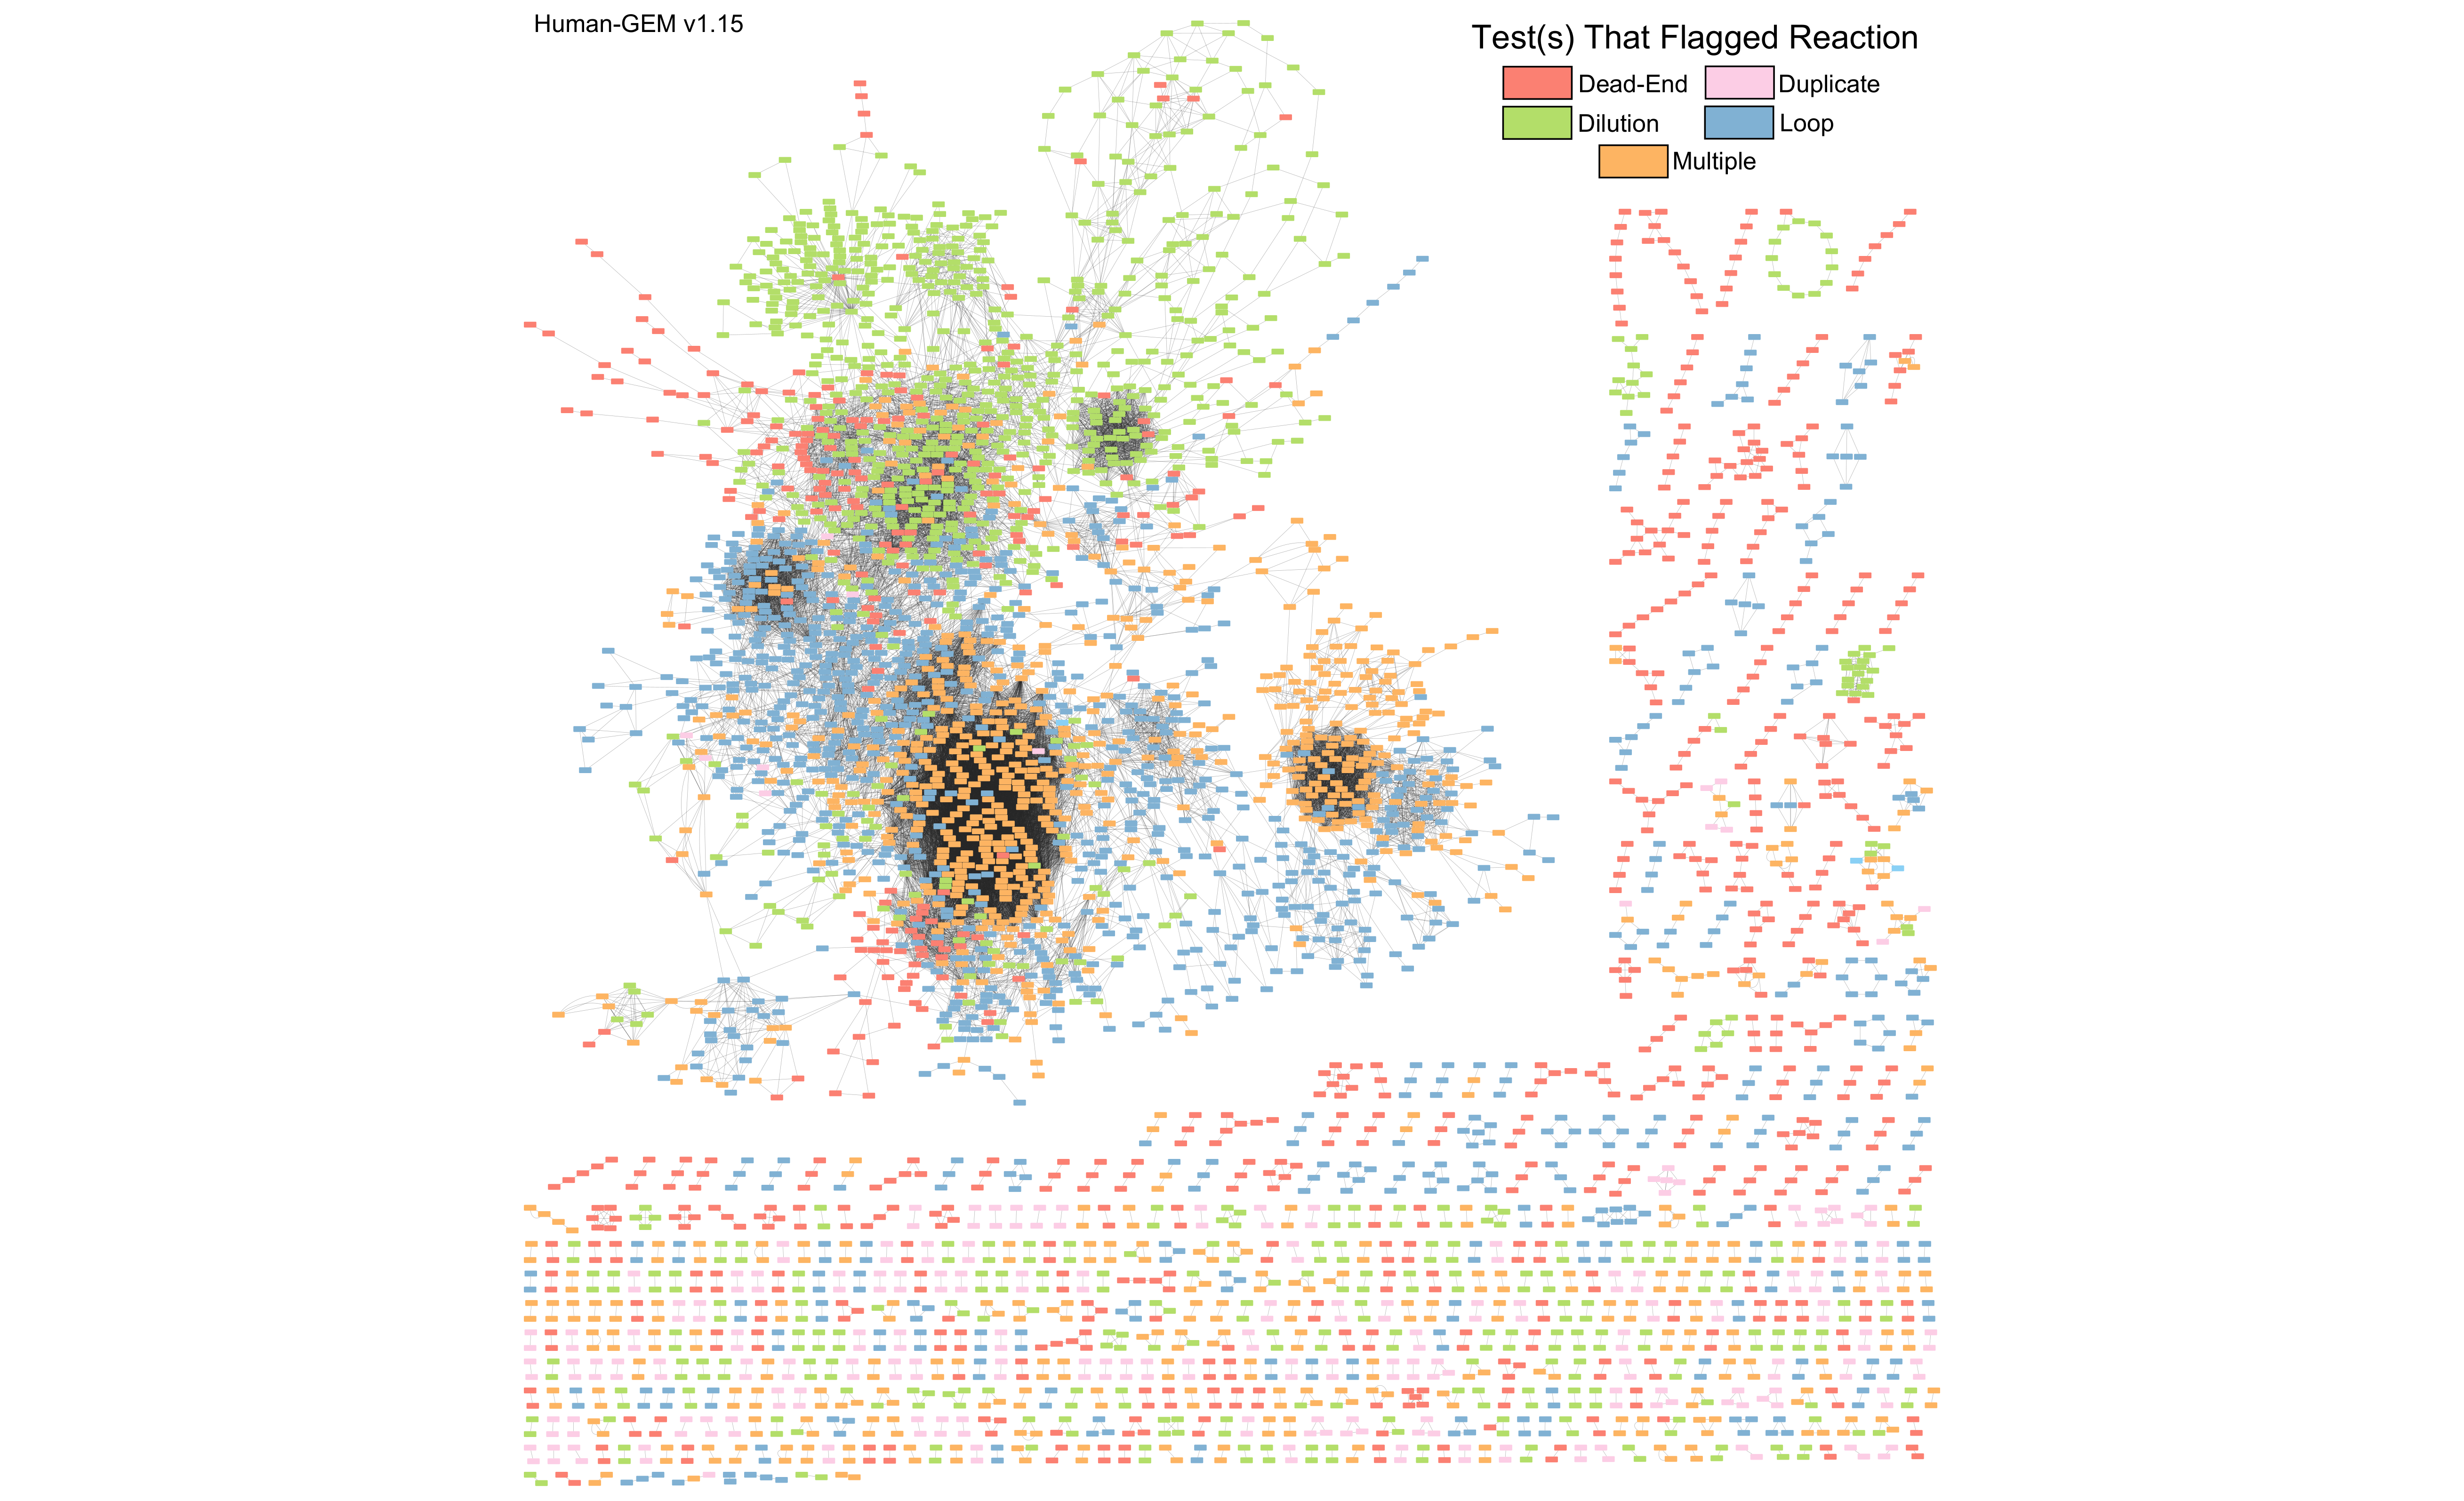 Human-GEM v1.15
Test(s) That Flagged Reaction
Dead-End
Duplicate
Dilution
Loop
Multiple